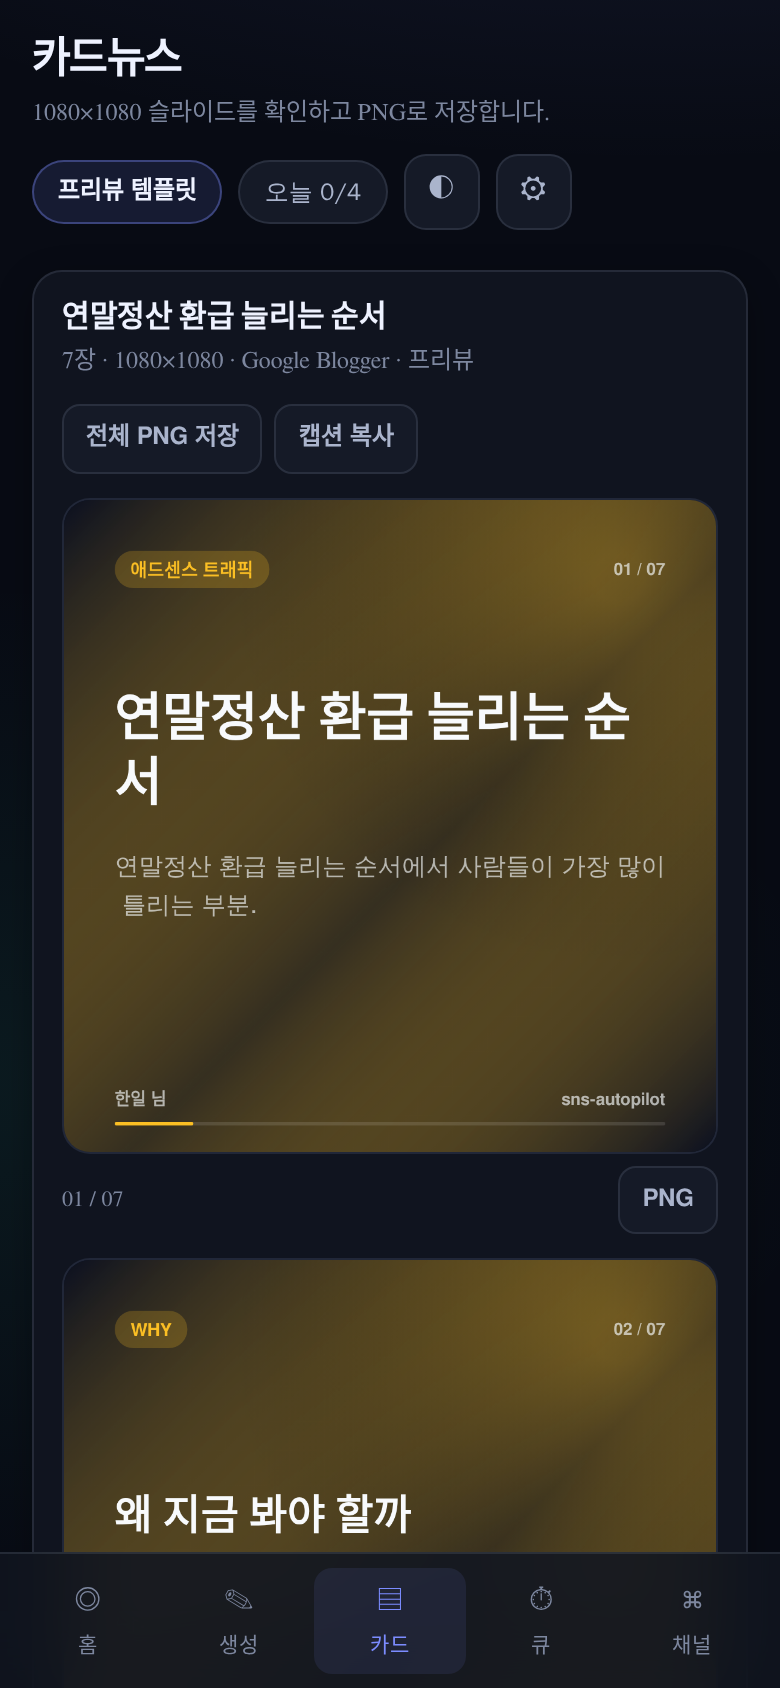 카드뉴스
1080×1080 슬라이드를 확인하고 PNG로 저장합니다.
프리뷰 템플릿
오늘 0/4
연말정산 환급 늘리는 순서
7장 · 1080×1080 · Google Blogger · 프리뷰
전체 PNG 저장
캡션 복사
애드센스 트래픽
01 / 07
연말정산 환급 늘리는 순
서
연말정산 환급 늘리는 순서에서 사람들이 가장 많이
틀리는 부분.
한일 님
sns-autopilot
01 / 07
PNG
WHY
02 / 07
왜 지금 봐야 할까
홈
생성
카드
큐
채널